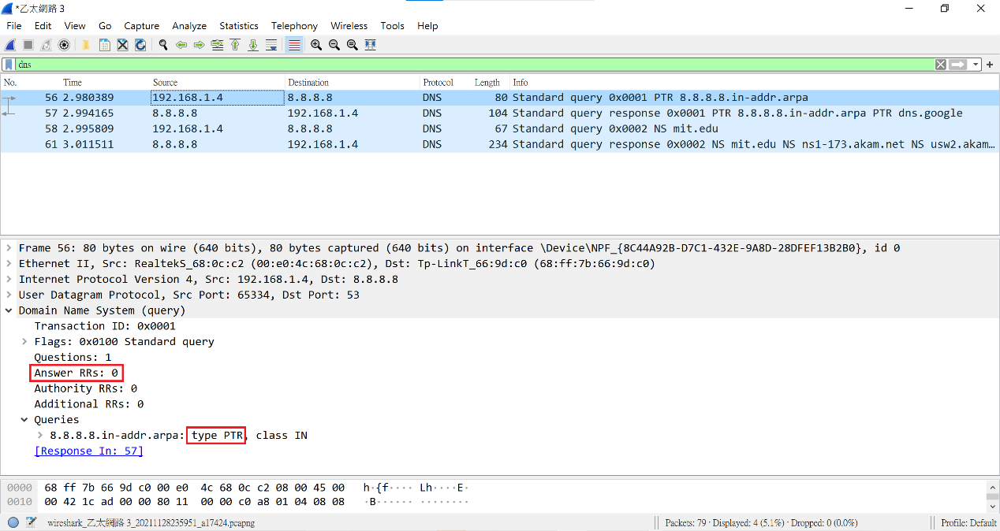 *乙太網路 3
File Edit View Go Capture Analyze Statistics Telephony Wireless Tools Help
dns
No. Time Source Destination Protocol Length Info
56 2.980389 192.168.1.4 8.8.8.8 DNS 80 Standard query 0x0001 PTR 8.8.8.8.in-addr.arpa
57 2.994165 8.8.8.8 192.168.1.4 DNS 104 Standard query response 0x0001 PTR 8.8.8.8.in-addr.arpa PTR dns.google
58 2.995809 192.168.1.4 8.8.8.8 DNS 67 Standard query 0x0002 NS mit.edu
61 3.011511 8.8.8.8 192.168.1.4 DNS 234 Standard query response 0x0002 NS mit.edu NS ns1-173.akam.net NS usw2.akam…
Frame 56: 80 bytes on wire (640 bits), 80 bytes captured (640 bits) on interface \Device\NPF_{8C44A92B-D7C1-432E-9A8D-28DFEF13B2B0}, id 0
Ethernet II, Src: RealtekS_68:0c:c2 (00:e0:4c:68:0c:c2), Dst: Tp-LinkT_66:9d:c0 (68:ff:7b:66:9d:c0)
Internet Protocol Version 4, Src: 192.168.1.4, Dst: 8.8.8.8
User Datagram Protocol, Src Port: 65334, Dst Port: 53
Domain Name System (query)
Transaction ID: 0x0001
Flags: 0x0100 Standard query
Questions: 1
Answer RRs: 0
Authority RRs: 0
Additional RRs: 0
Queries
8.8.8.8.in-addr.arpa: type PTR, class IN
[Response In: 57]
0000 68 ff 7b 66 9d c0 00 e0 4c 68 0c c2 08 00 45 00 h·{f···· Lh····E·
0010 00 42 1c ad 00 00 80 11 00 00 c0 a8 01 04 08 08 ·B······ ········
wireshark_乙太網路 3_20211128235951_a17424.pcapng Packets: 79 · Displayed: 4 (5.1%) · Dropped: 0 (0.0%) Profile: Default